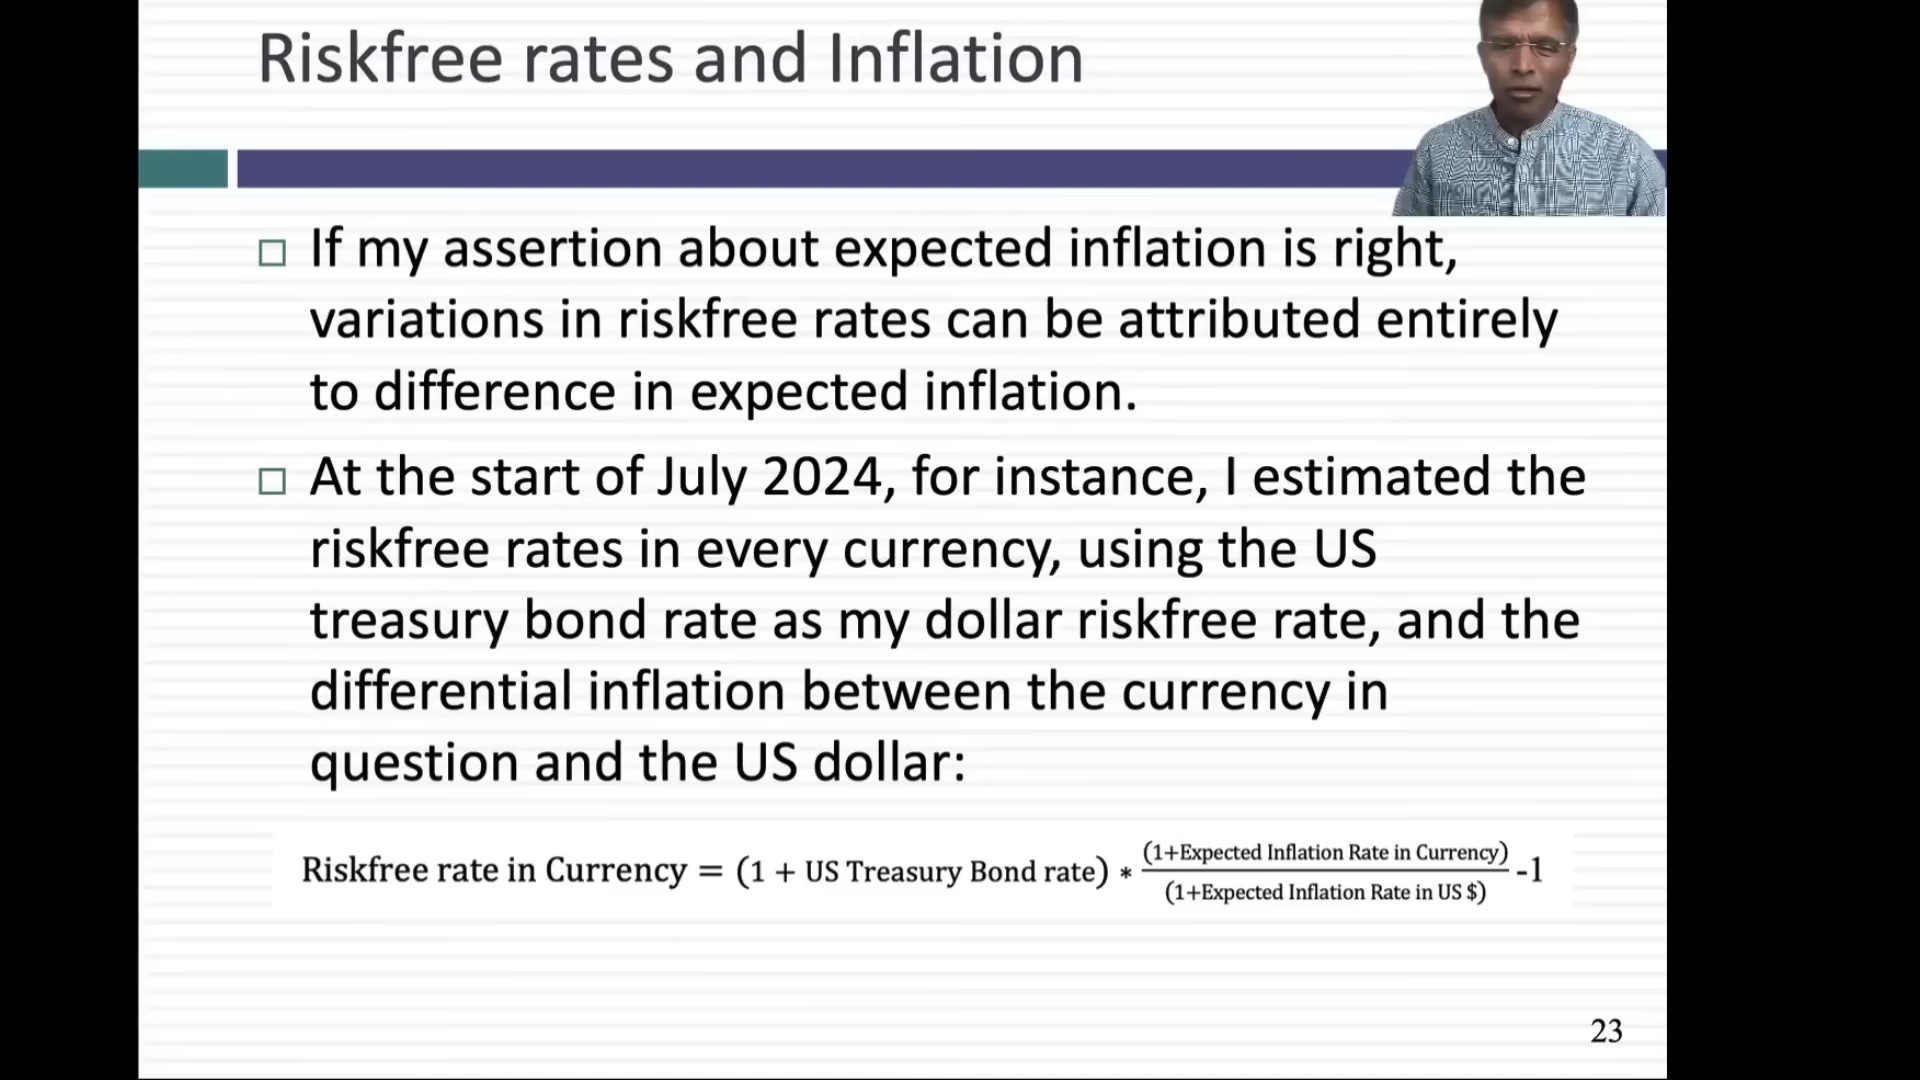 Riskfree rates and Inflation
If my assertion about expected inflation is right,
variations in riskfree rates can be attributed entirely
to difference in expected inflation.
At the start of July 2024, for instance, I estimated the
riskfree rates in every currency, using the US
treasury bond rate as my dollar riskfree rate, and the
differential inflation between the currency in
question and the US dollar:
Riskfree rate in Currency = (1 + US Treasury Bond rate) * (1+Expected Inflation Rate in Currency) / (1+Expected Inflation Rate in US $) -1
23